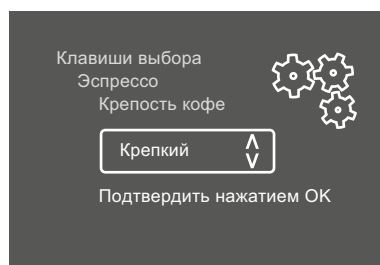 Клавиши выбора
Эспрессо
Крепость кофе
Крепкий
Подтвердить нажатием OK